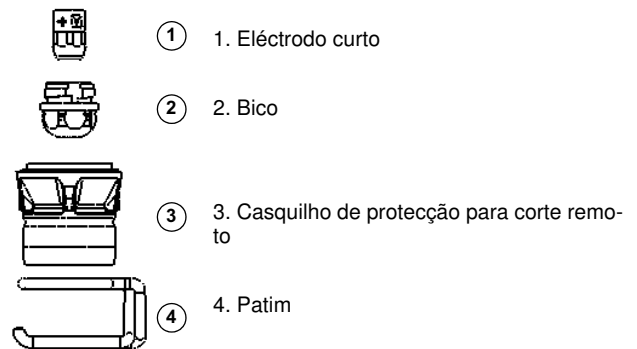 1
1. Eléctrodo curto
2
2. Bico
3
3. Casquilho de protecção para corte remo-
to
4
4. Patim